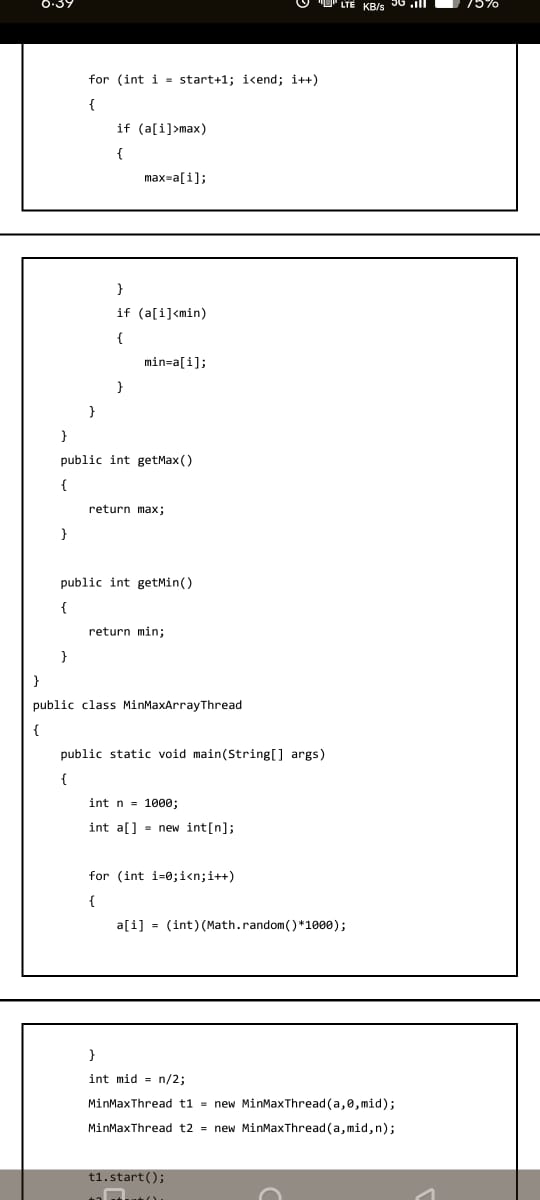 6:39 LTE KB/s 5G 75%
for (int i = start+1; i<end; i++)
{
if (a[i]>max)
{
max=a[i];
}
if (a[i]<min)
{
min=a[i];
}
}
}
public int getMax()
{
return max;
}
public int getMin()
{
return min;
}
}
public class MinMaxArrayThread
{
public static void main(String[] args)
{
int n = 1000;
int a[] = new int[n];
for (int i=0;i<n;i++)
{
a[i] = (int)(Math.random()*1000);
}
int mid = n/2;
MinMaxThread t1 = new MinMaxThread(a,0,mid);
MinMaxThread t2 = new MinMaxThread(a,mid,n);
t1.start();